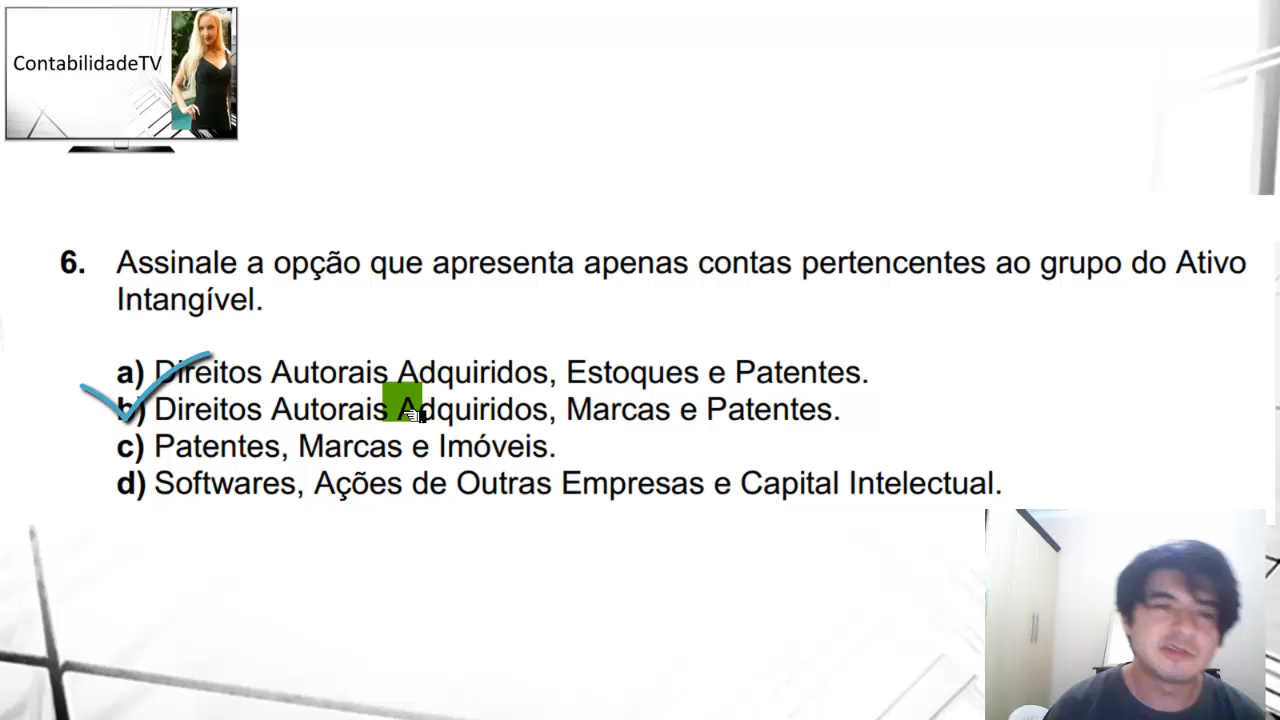 ContabilidadeTV
6. Assinale a opção que apresenta apenas contas pertencentes ao grupo do Ativo
Intangível.
a) Direitos Autorais Adquiridos, Estoques e Patentes.
b) Direitos Autorais Adquiridos, Marcas e Patentes.
c) Patentes, Marcas e Imóveis.
d) Softwares, Ações de Outras Empresas e Capital Intelectual.